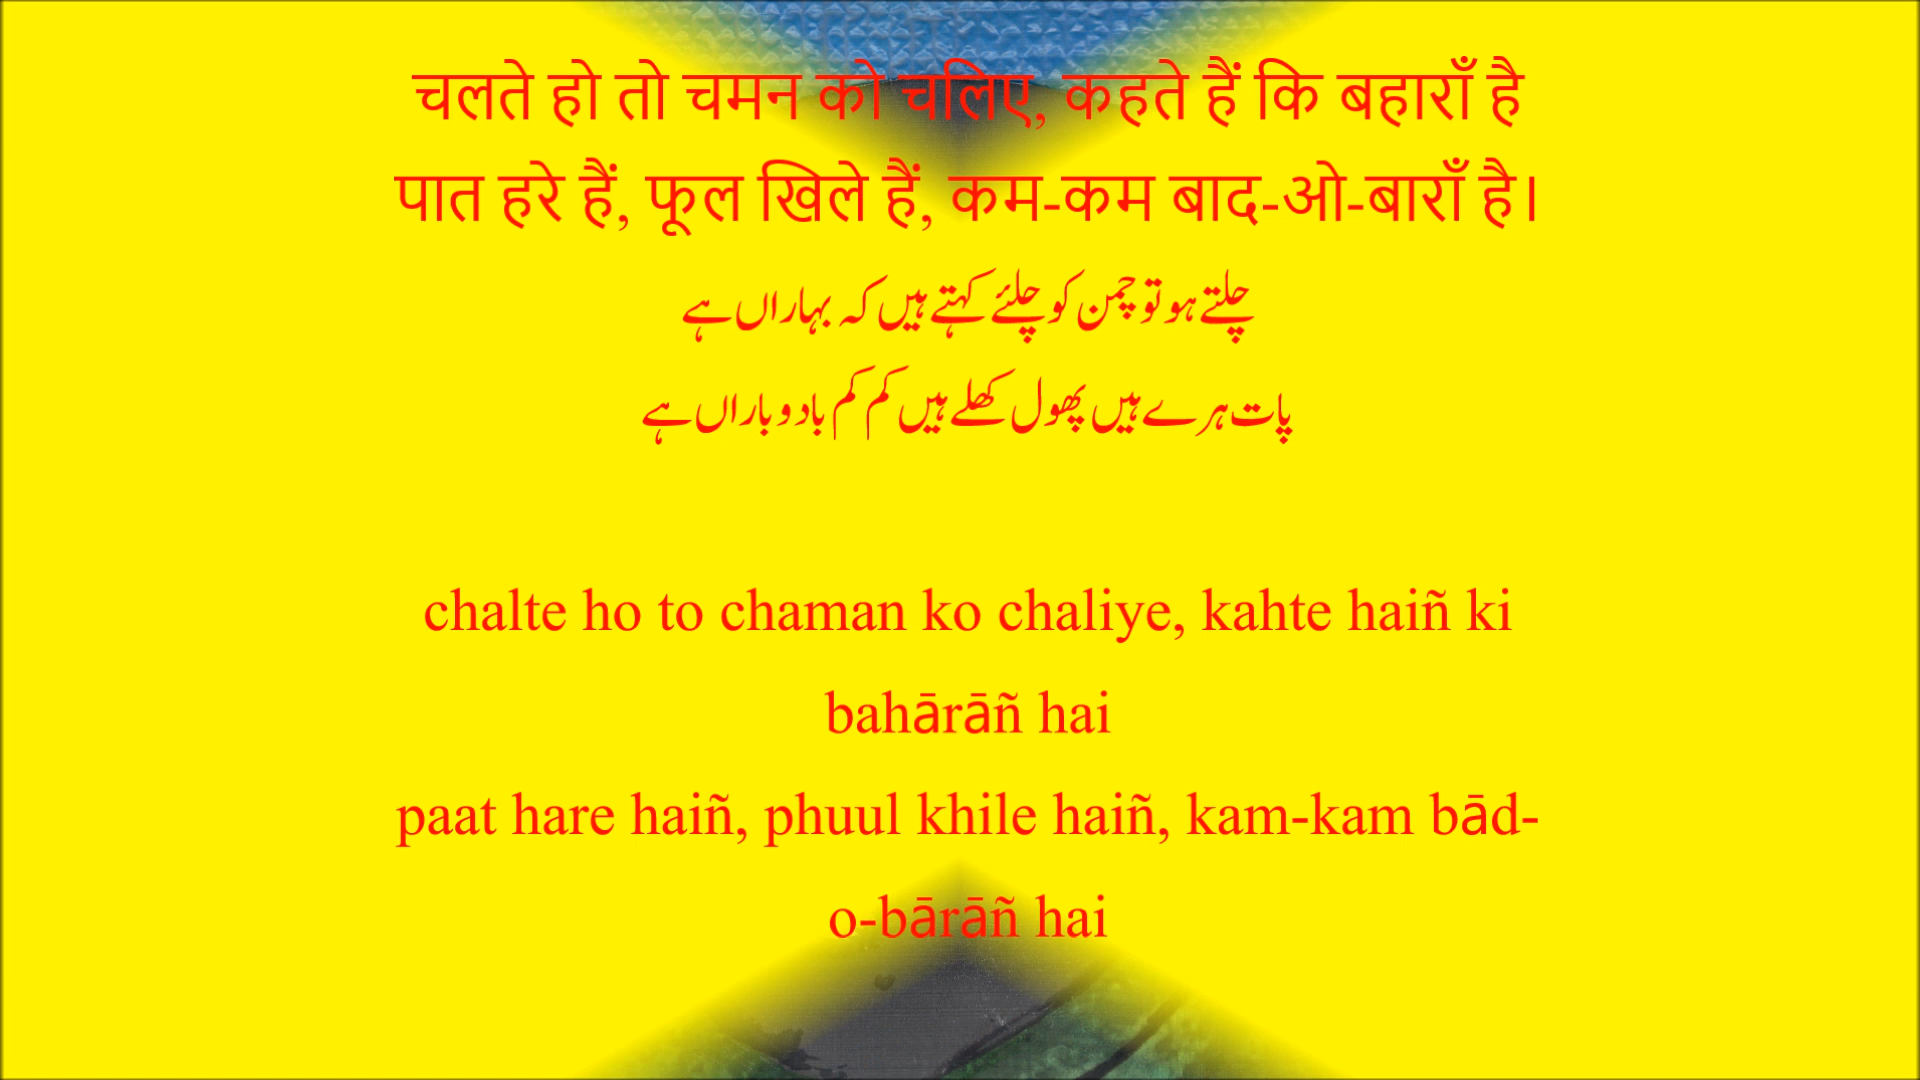 चलते हो तो चमन को चलिए, कहते हैं कि बहाराँ है
पात हरे हैं, फूल खिले हैं, कम-कम बाद-ओ-बाराँ है।
چلتے ہو تو چمن کو چلئے کہتے ہیں کہ بہاراں ہے
پات ہرے ہیں پھول کھلے ہیں کم کم باد و باراں ہے
chalte ho to chaman ko chaliye, kahte haiñ ki
bahārāñ hai
paat hare haiñ, phuul khile haiñ, kam-kam bād-
o-bārāñ hai